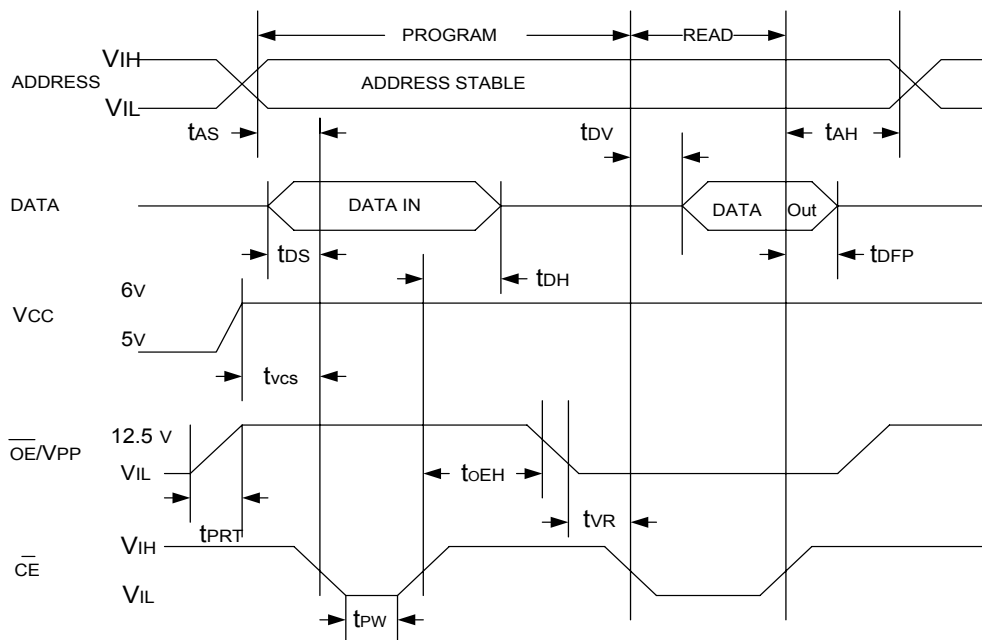 PROGRAM READ
VIH
ADDRESS ADDRESS STABLE
VIL
tAS tDV tAH
DATA DATA IN DATA Out
tDS tDH tDFP
6V
VCC
5V
tvcs
12.5 V
OE/VPP
VIL
tOEH
tPRT tVR
VIH
CE
VIL
tPW